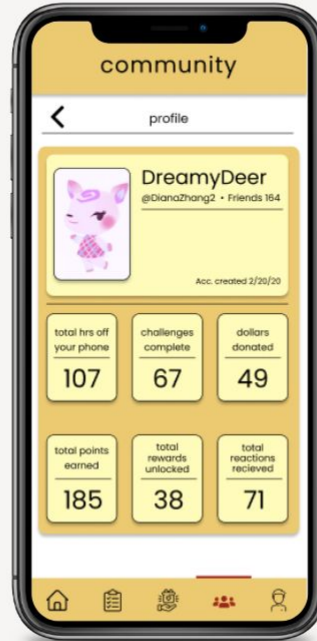 community
profile
DreamyDeer
@DianaZhang2 • Friends 164
Acc. created 2/20/20
total hrs off
your phone
107
challenges
complete
67
dollars
donated
49
total points
earned
185
total
rewards
unlocked
38
total
reactions
recieved
71